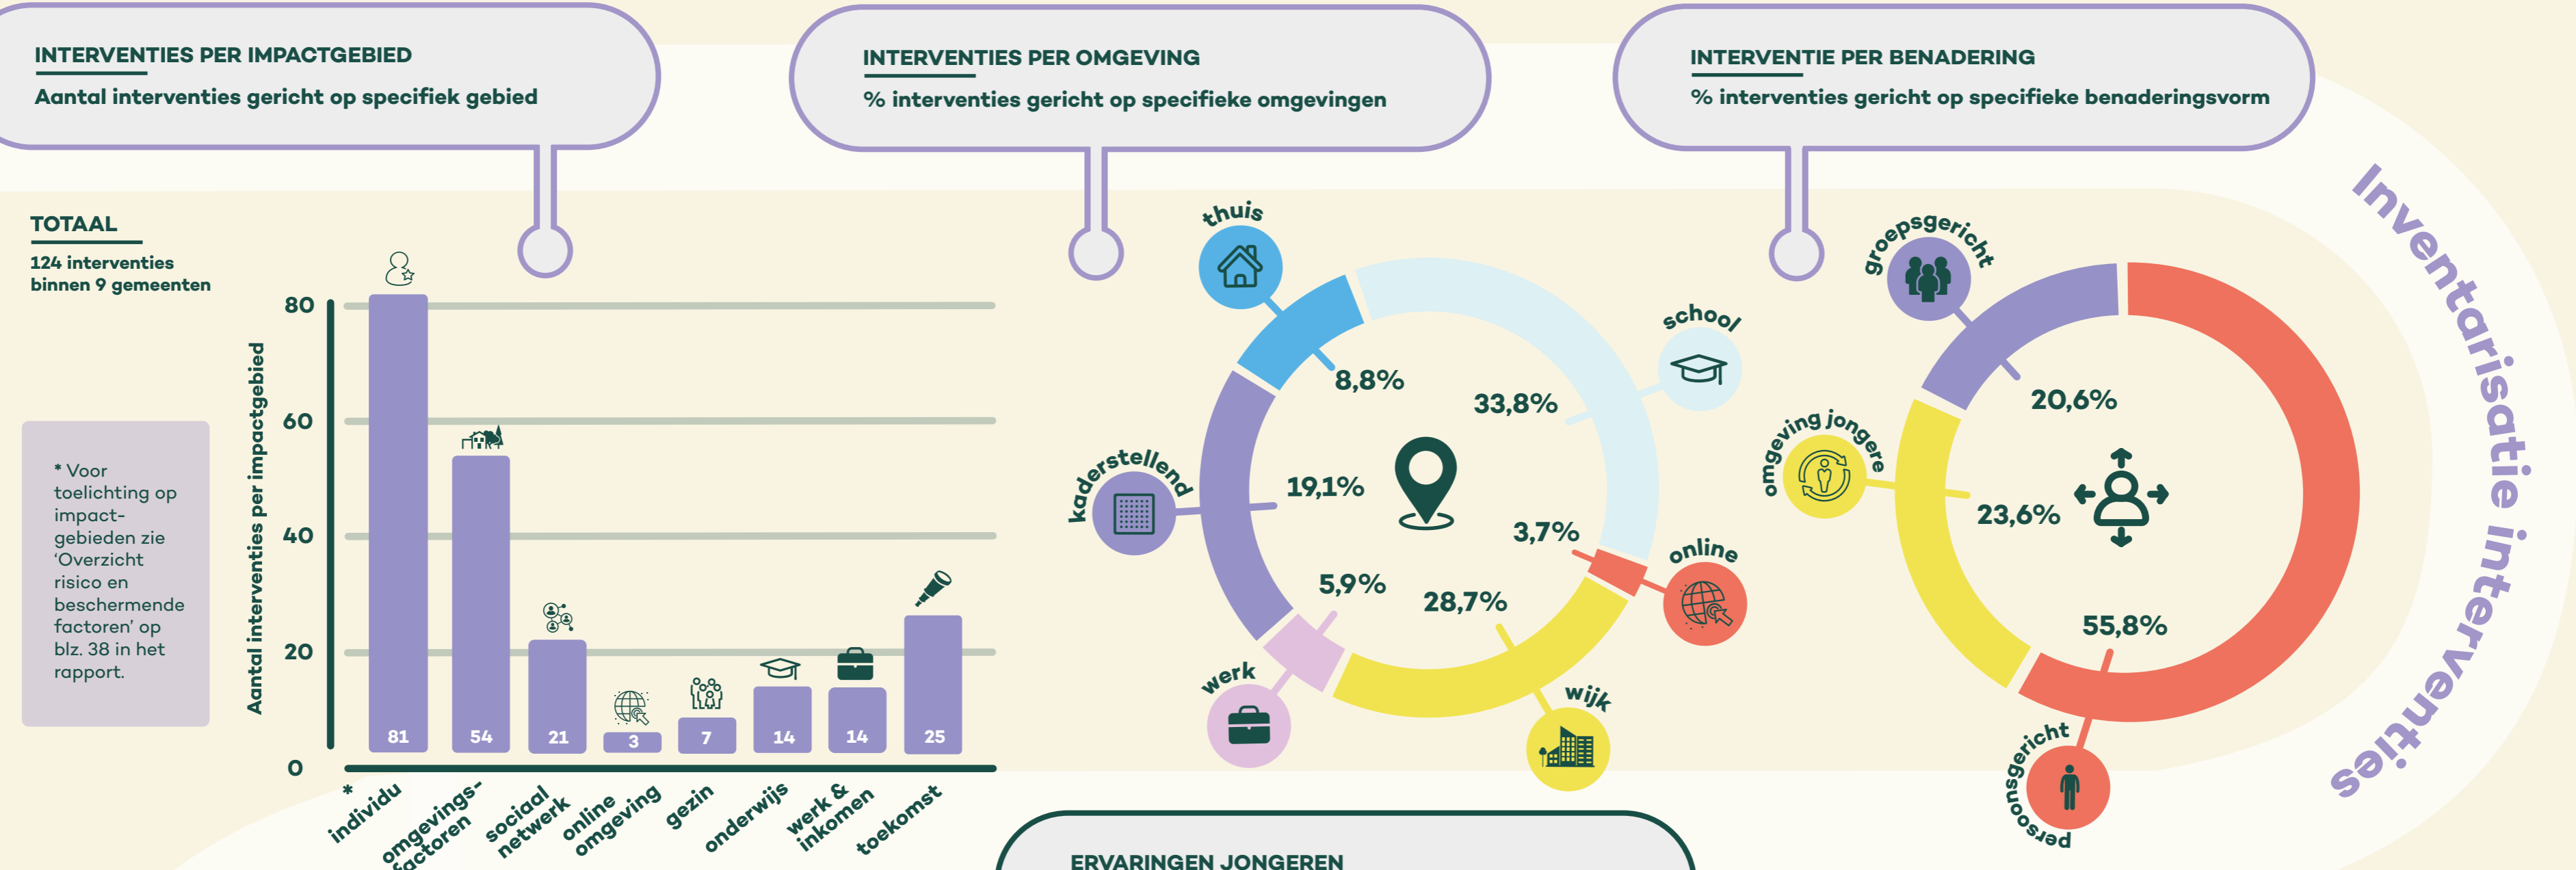 INTERVENTIES PER IMPACTGEBIED
Aantal interventies gericht op specifiek gebied
INTERVENTIES PER OMGEVING
% interventies gericht op specifieke omgevingen
INTERVENTIE PER BENADERING
% interventies gericht op specifieke benaderingsvorm
TOTAAL
124 interventies
binnen 9 gemeenten
* Voor
toelichting op
impact-
gebieden zie
‘Overzicht
risico en
beschermende
factoren’ op
blz. 38 in het
rapport.
Aantal interventies per impactgebied
80
60
40
20
0
81
54
21
3
7
14
14
25
*
individu
omgevings-
factoren
sociaal
netwerk
online
omgeving
gezin
onderwijs
werk &
inkomen
toekomst
thuis
8,8%
school
33,8%
kaderstellend
19,1%
online
3,7%
werk
5,9%
wijk
28,7%
groepsgericht
20,6%
omgeving jongere
23,6%
persoonsgericht
55,8%
Inventarisatie interventies
ERVARINGEN JONGEREN